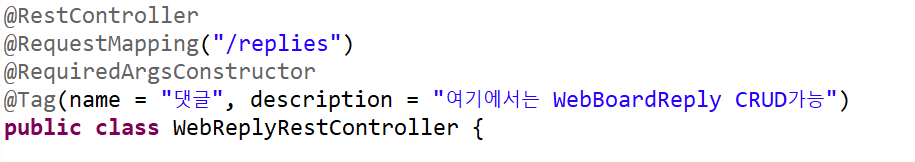 @RestController
@RequestMapping("/replies")
@RequiredArgsConstructor
@Tag(name = "댓글", description = "여기에서는 WebBoardReply CRUD가능")
public class WebReplyRestController {